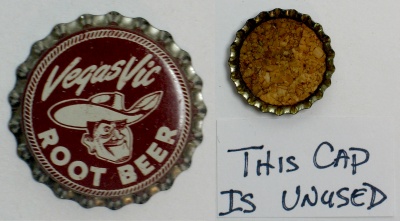 Vegas Vic
ROOT BEER
THIS CAP
IS UNUSED